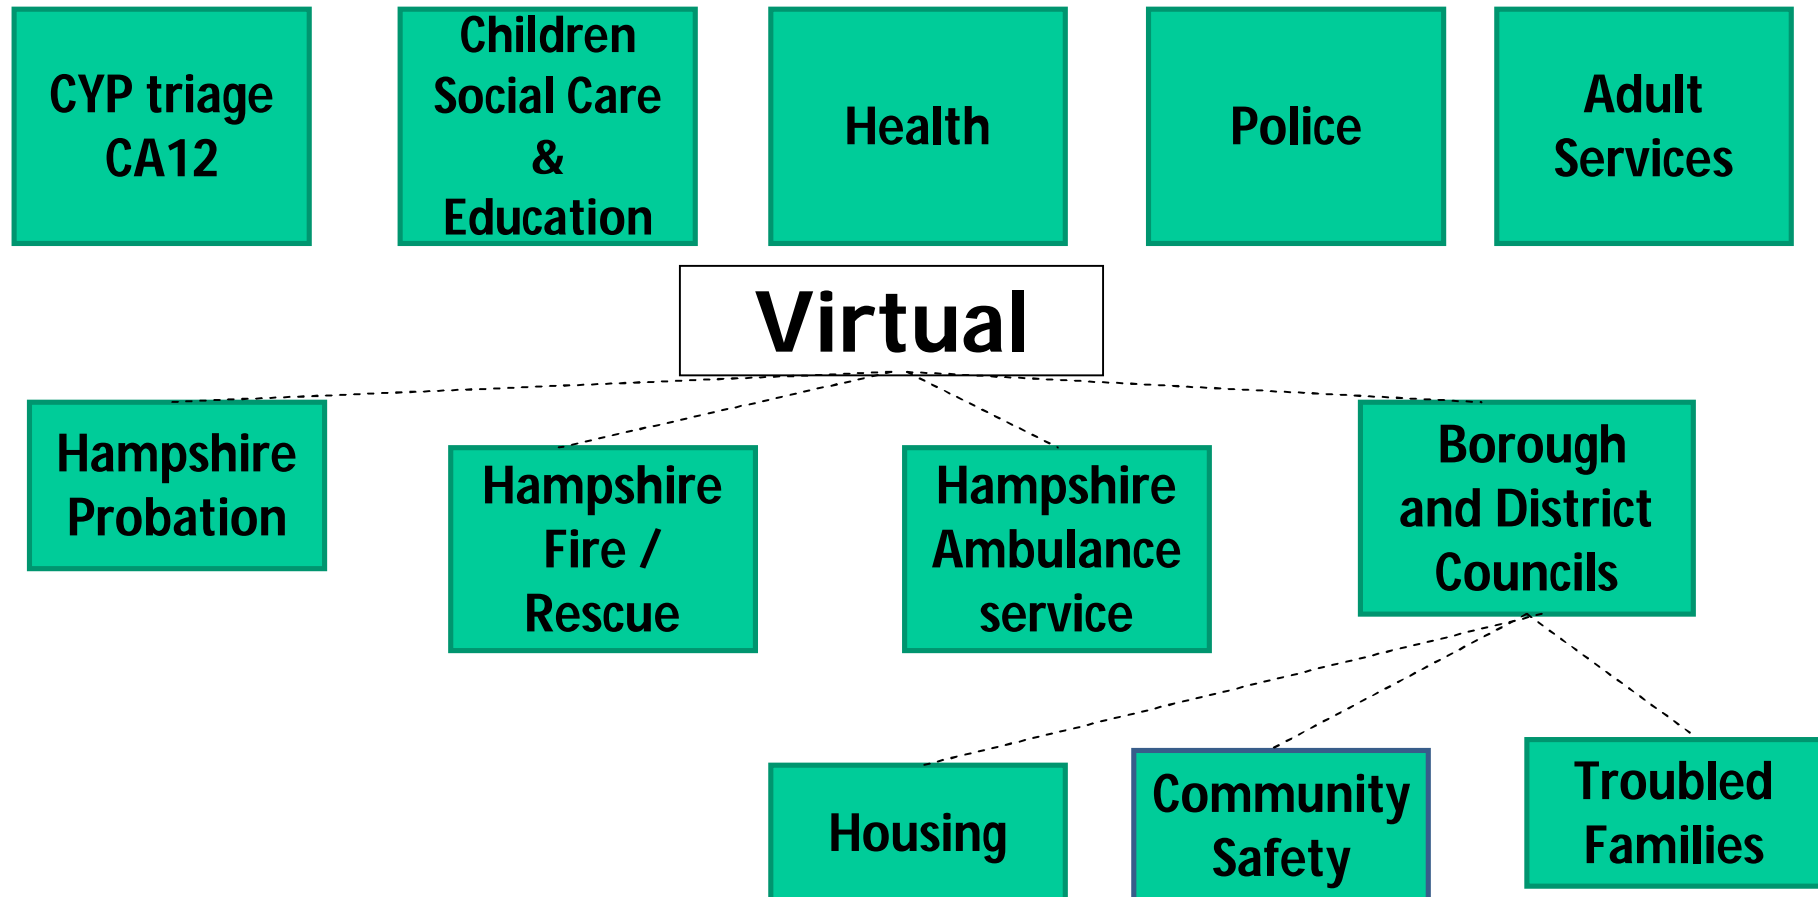 CYP triage
CA12
Children
Social Care
&
Education
Health
Police
Adult
Services
Virtual
Hampshire
Probation
Hampshire
Fire /
Rescue
Hampshire
Ambulance
service
Borough
and District
Councils
Housing
Community
Safety
Troubled
Families